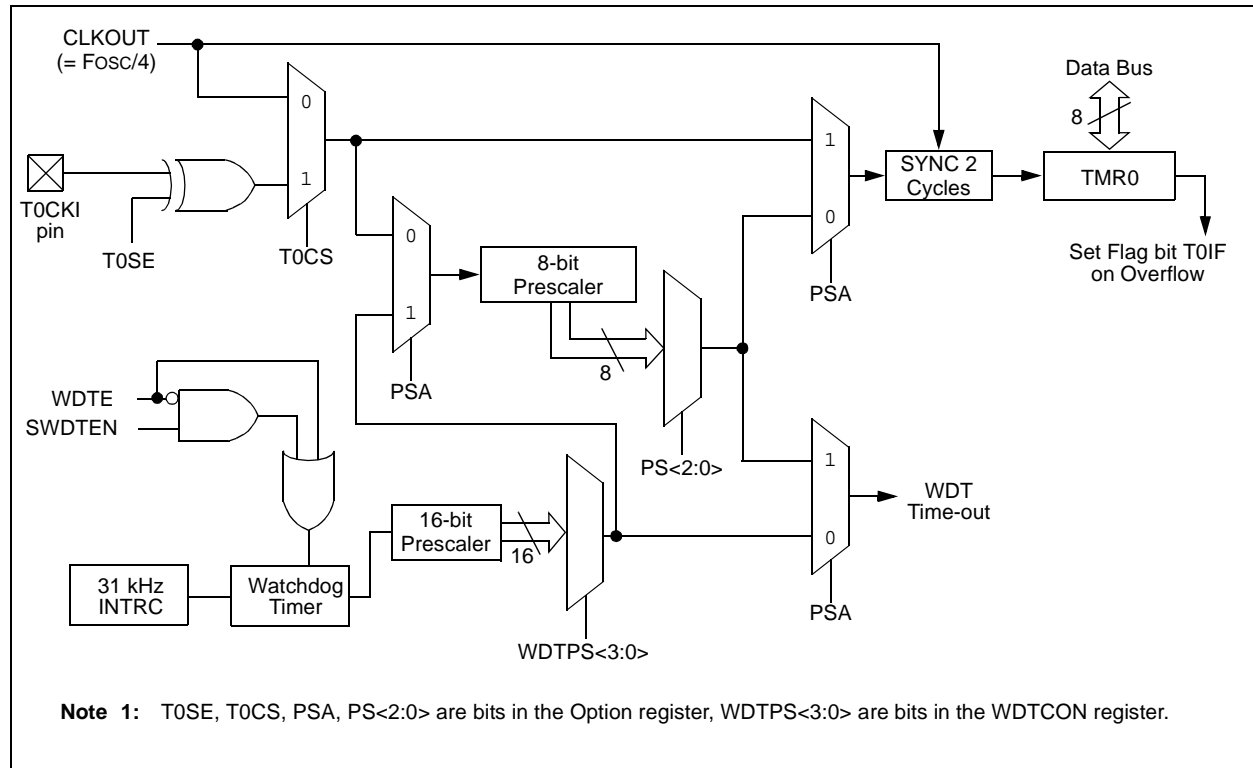 CLKOUT
(= FOSC/4)
0
1
T0CKI
pin
T0SE
T0CS
0
1
PSA
8-bit
Prescaler
8
PS<2:0>
1
0
PSA
SYNC 2
Cycles
Data Bus
8
TMR0
Set Flag bit T0IF
on Overflow
WDTE
SWDTEN
31 kHz
INTRC
Watchdog
Timer
16-bit
Prescaler
16
WDTPS<3:0>
1
0
PSA
WDT
Time-out
Note 1: T0SE, T0CS, PSA, PS<2:0> are bits in the Option register, WDTPS<3:0> are bits in the WDTCON register.